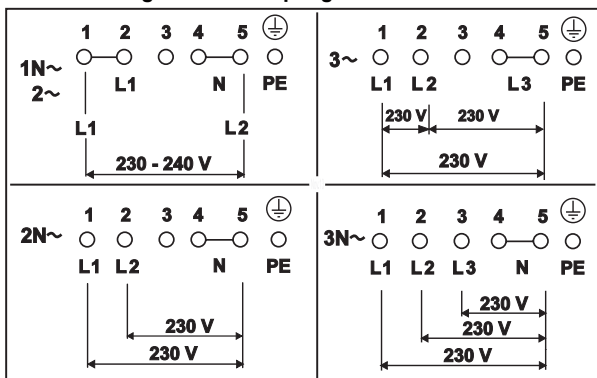 1 2 3 4 5
1N~
2~
L1 N PE
L1 L2
230 - 240 V
1 2 3 4 5
3~
L1 L2 L3 PE
230 V 230 V
230 V
1 2 3 4 5
2N~
L1 L2 N PE
230 V
230 V
1 2 3 4 5
3N~
L1 L2 L3 N PE
230 V
230 V
230 V